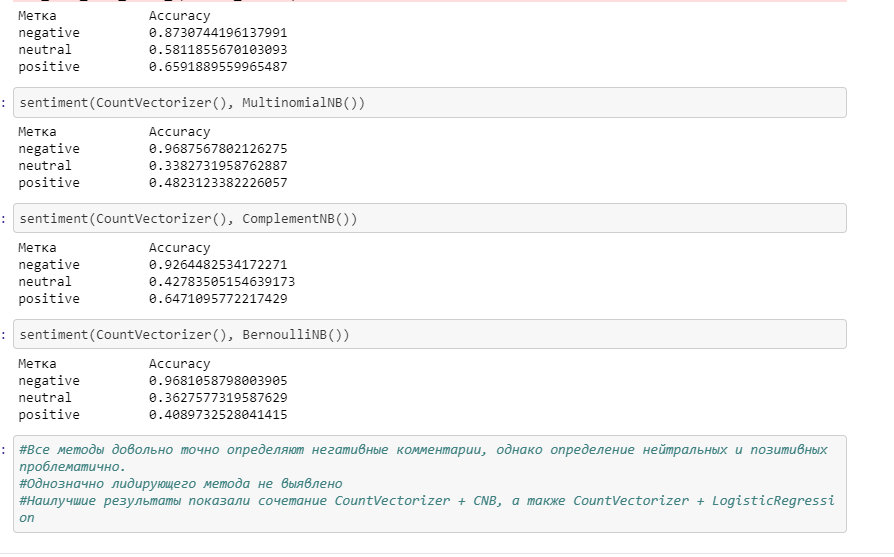 Метка Accuracy
negative 0.8730744196137991
neutral 0.5811855670103093
positive 0.6591889559965487
: sentiment(CountVectorizer(), MultinomialNB())
Метка Accuracy
negative 0.9687567802126275
neutral 0.3382731958762887
positive 0.4823123382226057
: sentiment(CountVectorizer(), ComplementNB())
Метка Accuracy
negative 0.9264482534172271
neutral 0.42783505154639173
positive 0.6471095772217429
: sentiment(CountVectorizer(), BernoulliNB())
Метка Accuracy
negative 0.9681058798003905
neutral 0.3627577319587629
positive 0.4089732528041415
: #Все методы довольно точно определяют негативные комментарии, однако определение нейтральных и позитивных
проблематично.
#Однозначно лидирующего метода не выявлено
#Наилучшие результаты показали сочетание CountVectorizer + CNB, а также CountVectorizer + LogisticRegressi
on